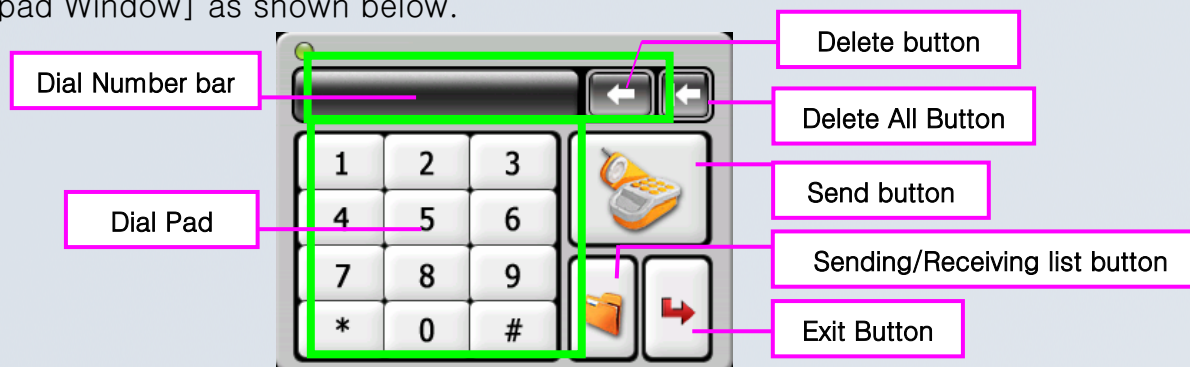 pad Window] as shown below.
Delete button
Dial Number bar
Delete All Button
1 2 3
Send button
Dial Pad
4 5 6
Sending/Receiving list button
7 8 9
Exit Button
* 0 #